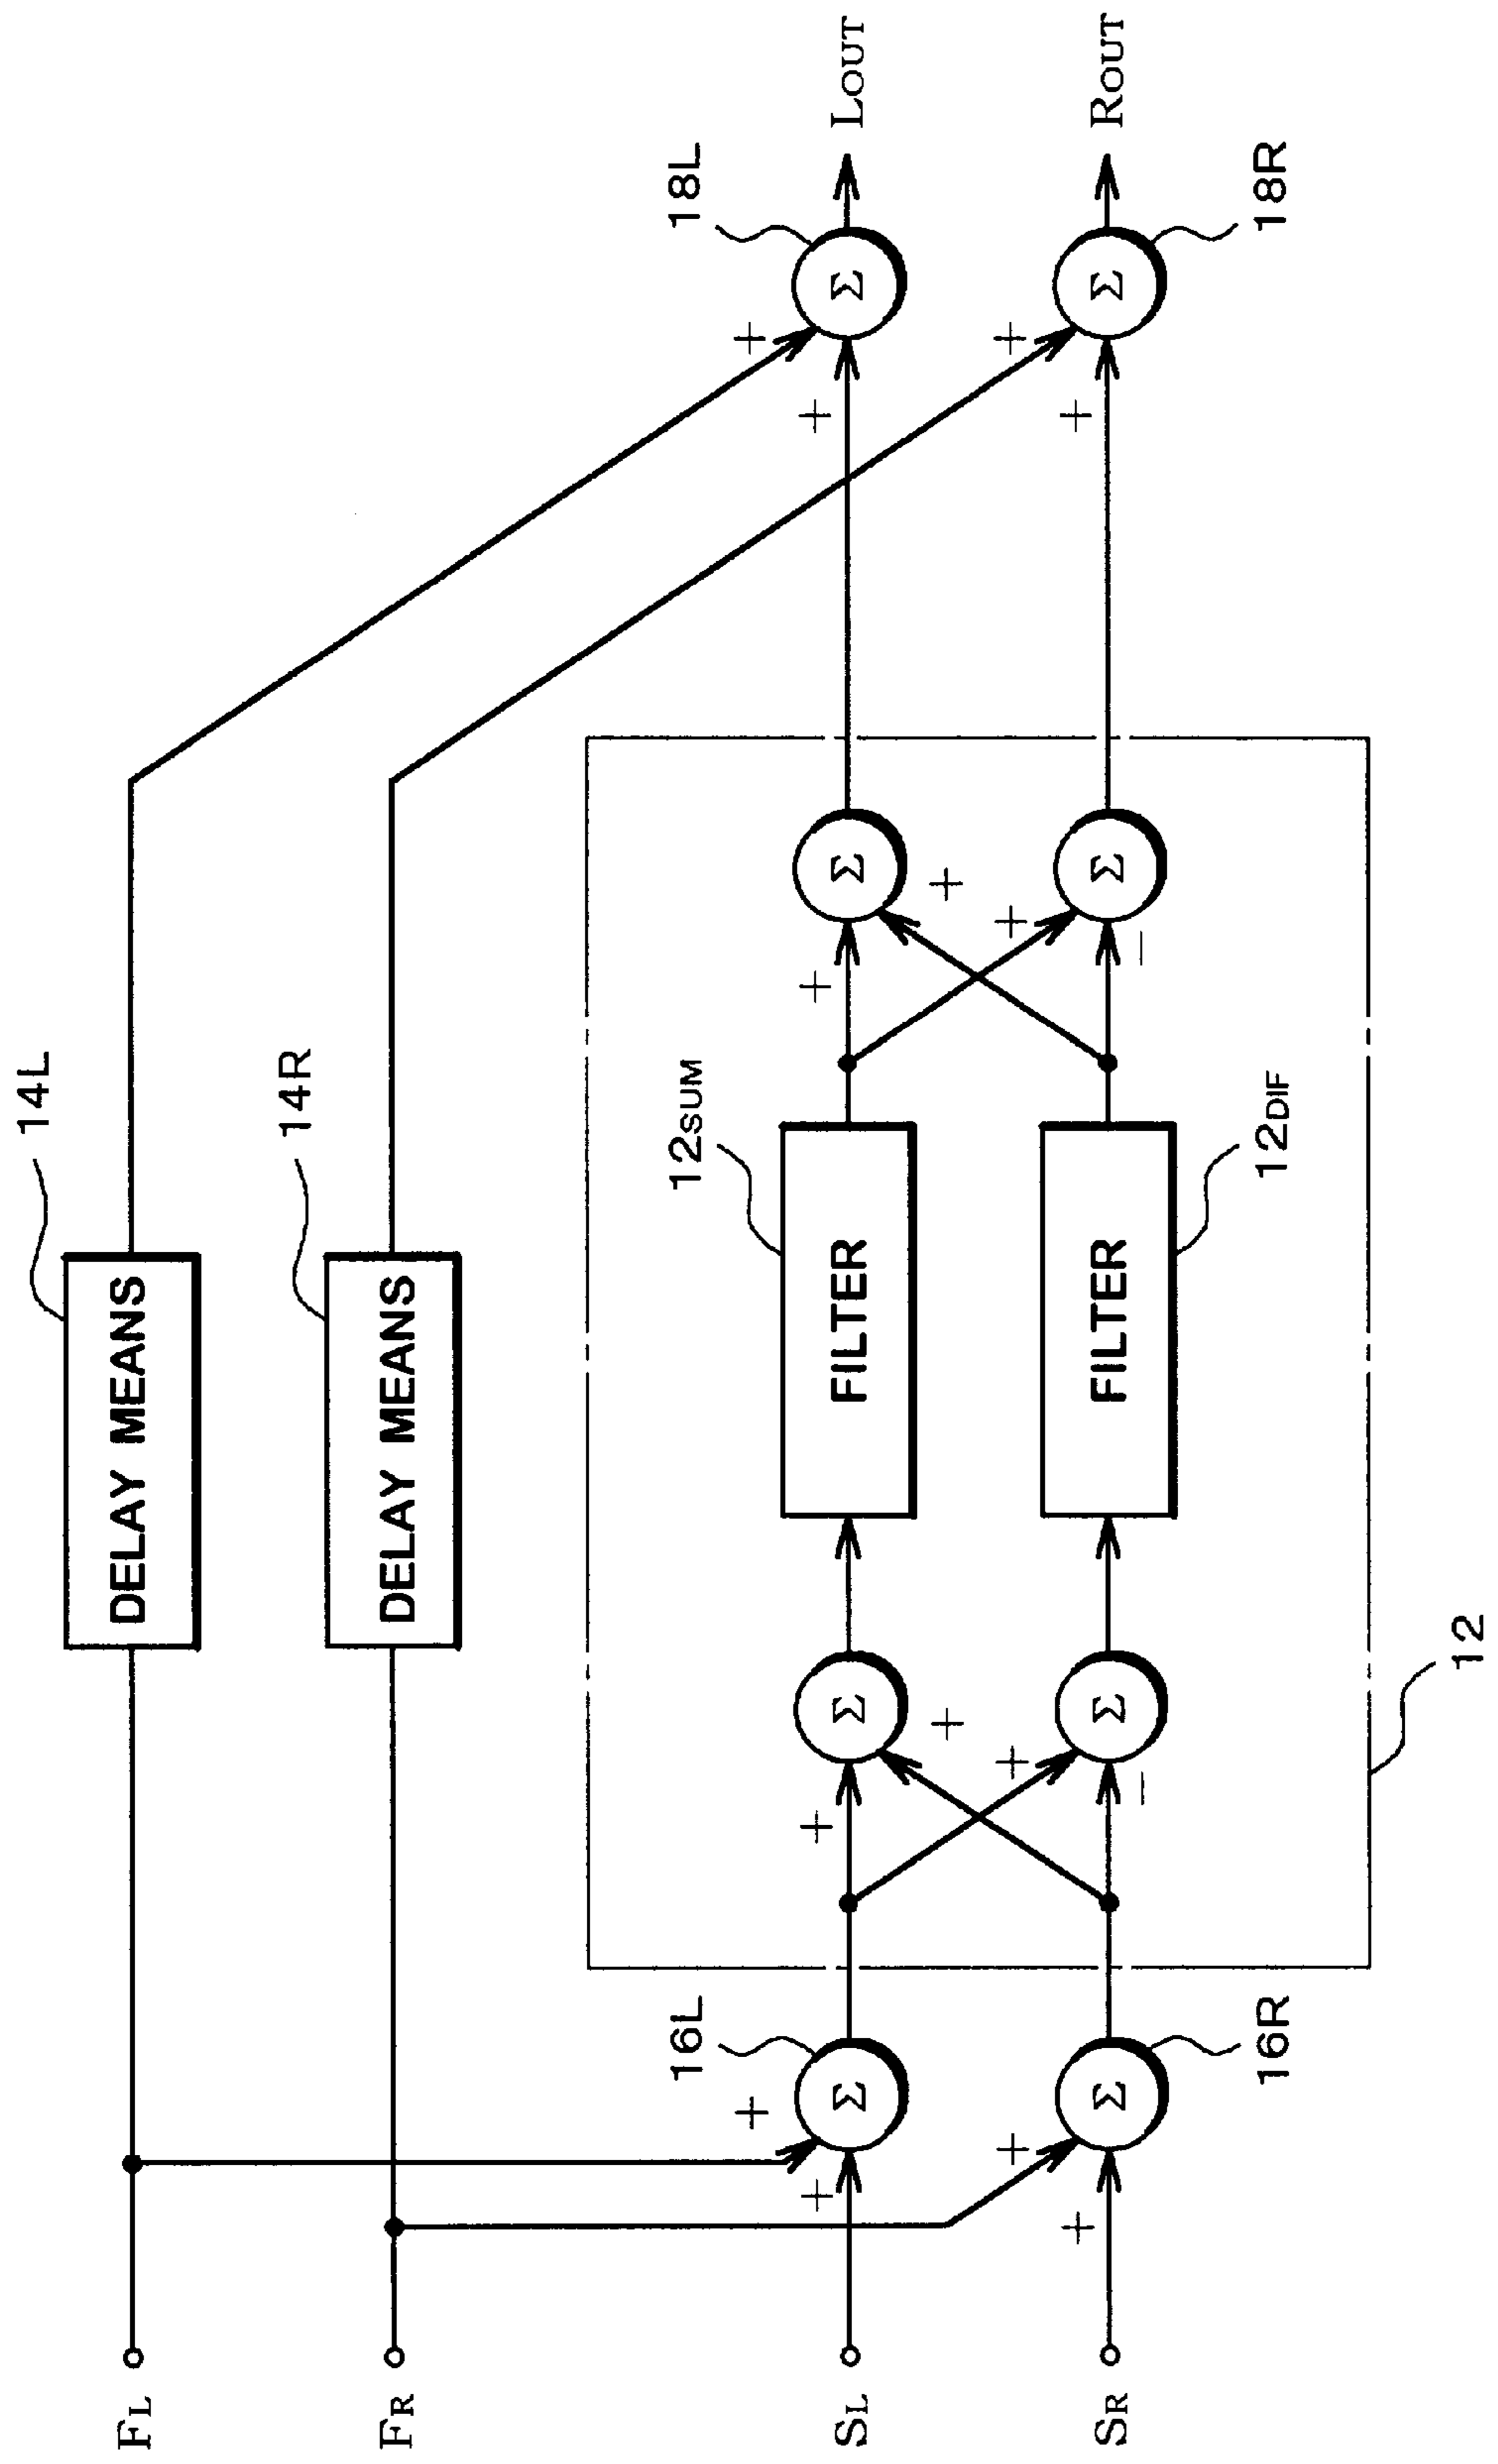 14L
FL
DELAY MEANS
14R
FR
DELAY MEANS
16L
12SUM
18L
+
+
+
+
+
+
SL
Σ
Σ
FILTER
Σ
Σ
LOUT
+
+
+
+
+
+
SR
Σ
Σ
FILTER
Σ
Σ
ROUT
+
−
−
+
16R
12DIF
18R
12